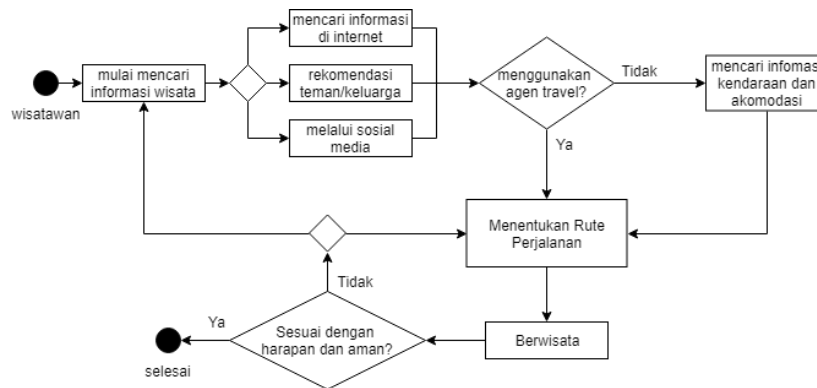 mencari informasi
di internet
mulai mencari
informasi wisata
rekomendasi
teman/keluarga
menggunakan
agen travel?
Tidak
mencari infomasi
kendaraan dan
akomodasi
wisatawan
melalui sosial
media
Ya
Menentukan Rute
Perjalanan
Tidak
Ya
Sesuai dengan
harapan dan aman?
Berwisata
selesai